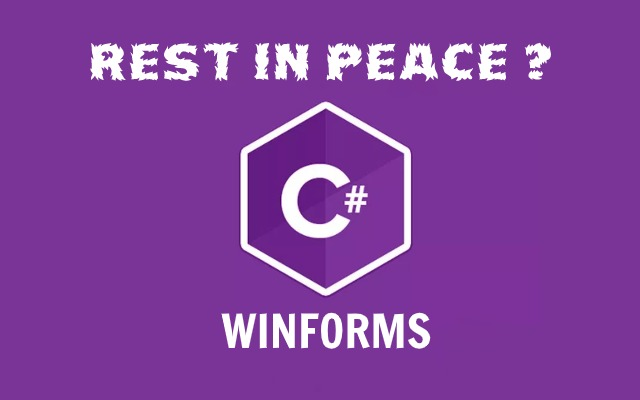 REST IN PEACE ?
C#
WINFORMS